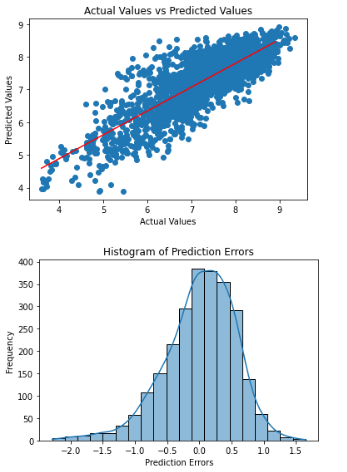 Actual Values vs Predicted Values
9
8
7
6
5
4
Predicted Values
4 5 6 7 8 9
Actual Values
Histogram of Prediction Errors
400
350
300
250
200
150
100
50
0
Frequency
−2.0 −1.5 −1.0 −0.5 0.0 0.5 1.0 1.5
Prediction Errors